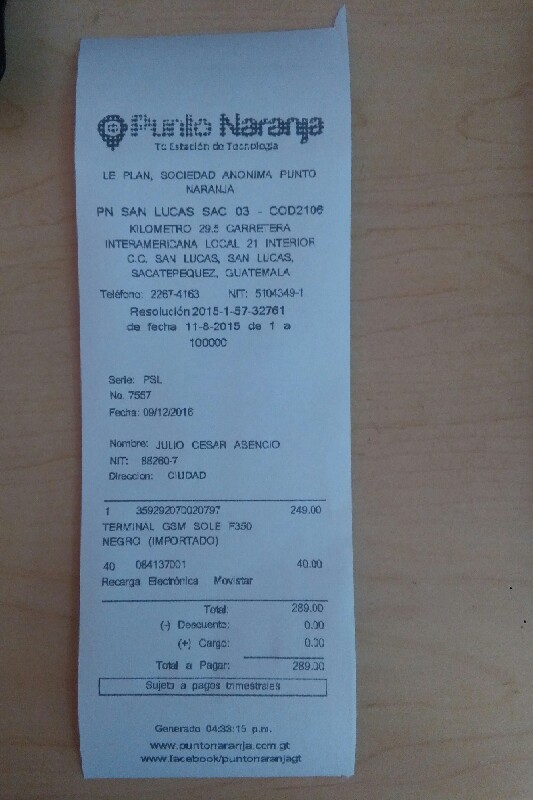 Punto Naranja
Tu Estación de Tecnología
LE PLAN, SOCIEDAD ANONIMA PUNTO
NARANJA
PN SAN LUCAS SAC 03 - COD2106
KILOMETRO 29.5 CARRETERA
INTERAMERICANA LOCAL 21 INTERIOR
C.C. SAN LUCAS, SAN LUCAS,
SACATEPEQUEZ, GUATEMALA
Teléfono: 2267-4163 NIT: 5104349-1
Resolución 2015-1-57-32761
de fecha 11-8-2015 de 1 a
100000
Serie: PSL
No. 7557
Fecha: 09/12/2016
Nombre: JULIO CESAR ASENCIO
NIT: 88260-7
Direccion: CIUDAD
1 359292070020797 249.00
TERMINAL GSM SOLE F350
NEGRO (IMPORTADO)
40 064137001 40.00
Recarga Electrónica Movistar
Total: 289.00
(-) Descuento: 0.00
(+) Cargo: 0.00
Total a Pagar: 289.00
Sujeto a pagos trimestrales
Generado 04:33:15 p.m.
www.puntonaranja.com.gt
www.facebook/puntonaranjagt